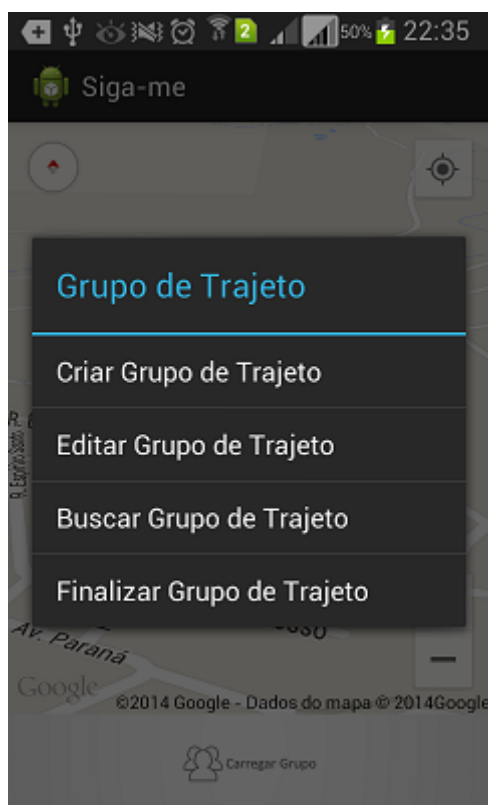 2 50% 22:35
Siga-me
Grupo de Trajeto
Criar Grupo de Trajeto
Editar Grupo de Trajeto
Buscar Grupo de Trajeto
Finalizar Grupo de Trajeto
Av. Paraná
Google
©2014 Google - Dados do mapa © 2014Google
Carregar Grupo